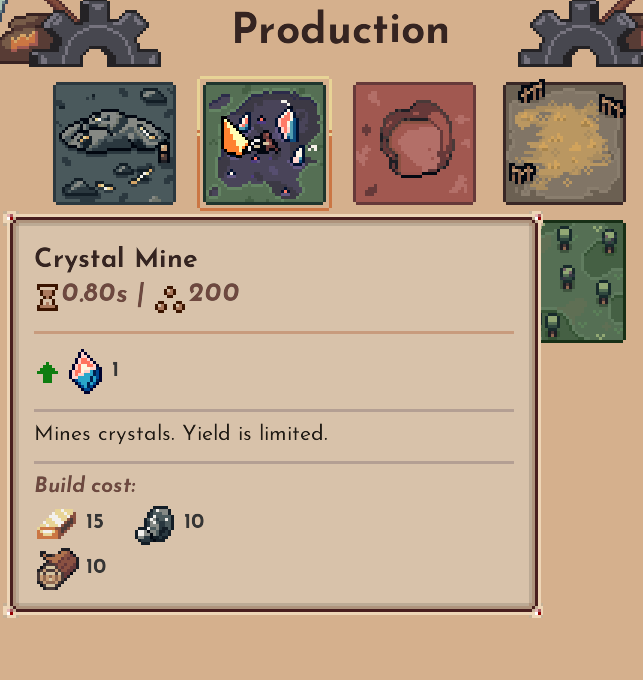 Production
Crystal Mine
0.80s | 200
1
Mines crystals. Yield is limited.
Build cost:
15 10
10